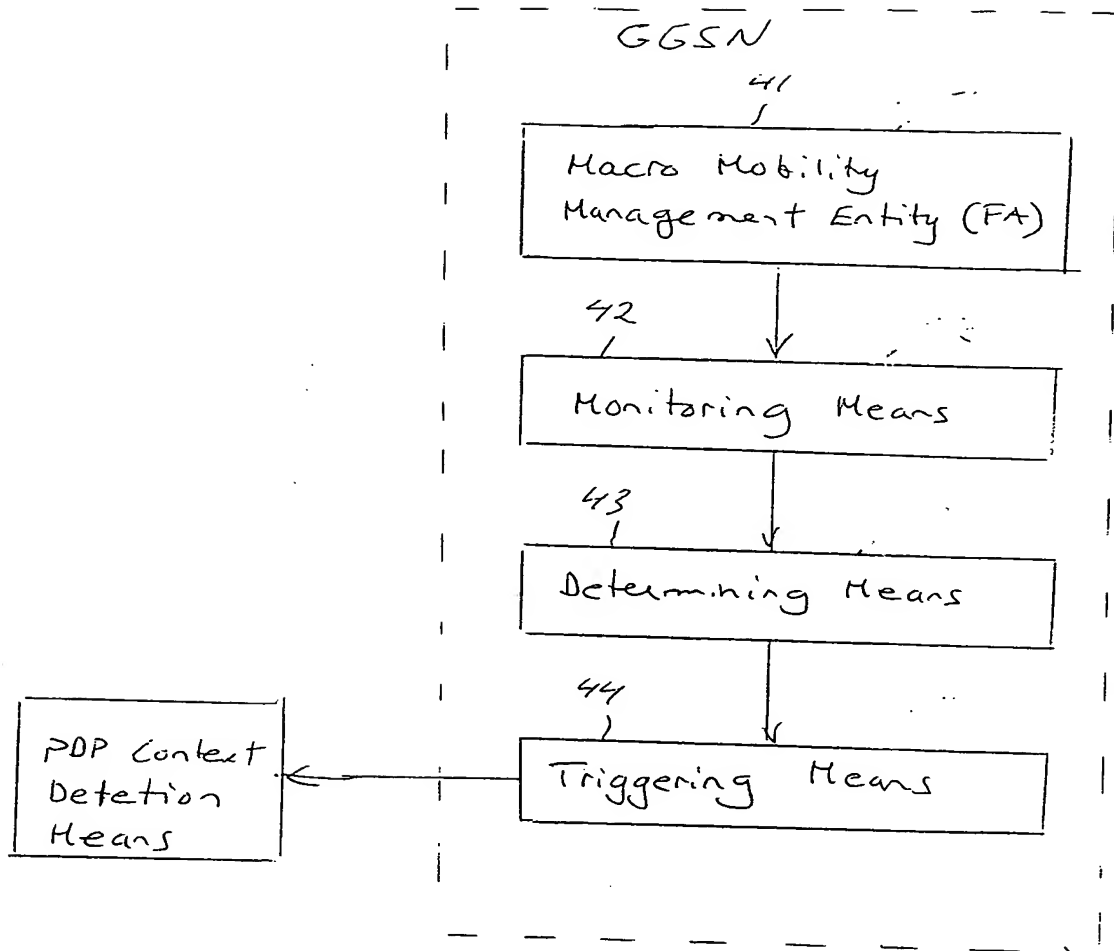 GGSN
41
Macro Mobility
Management Entity (FA)
42
Monitoring Means
43
Determining Means
44
Triggering Means
PDP Context
Deletion
Means